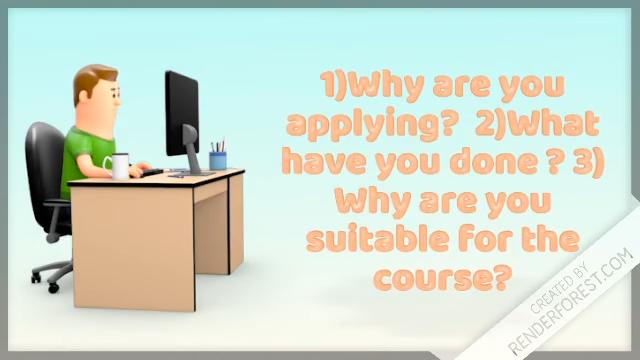 1)Why are you
applying?  2)What
have you done ? 3)
Why are you
suitable for the
course?
CREATED BY
RENDERFOREST.COM